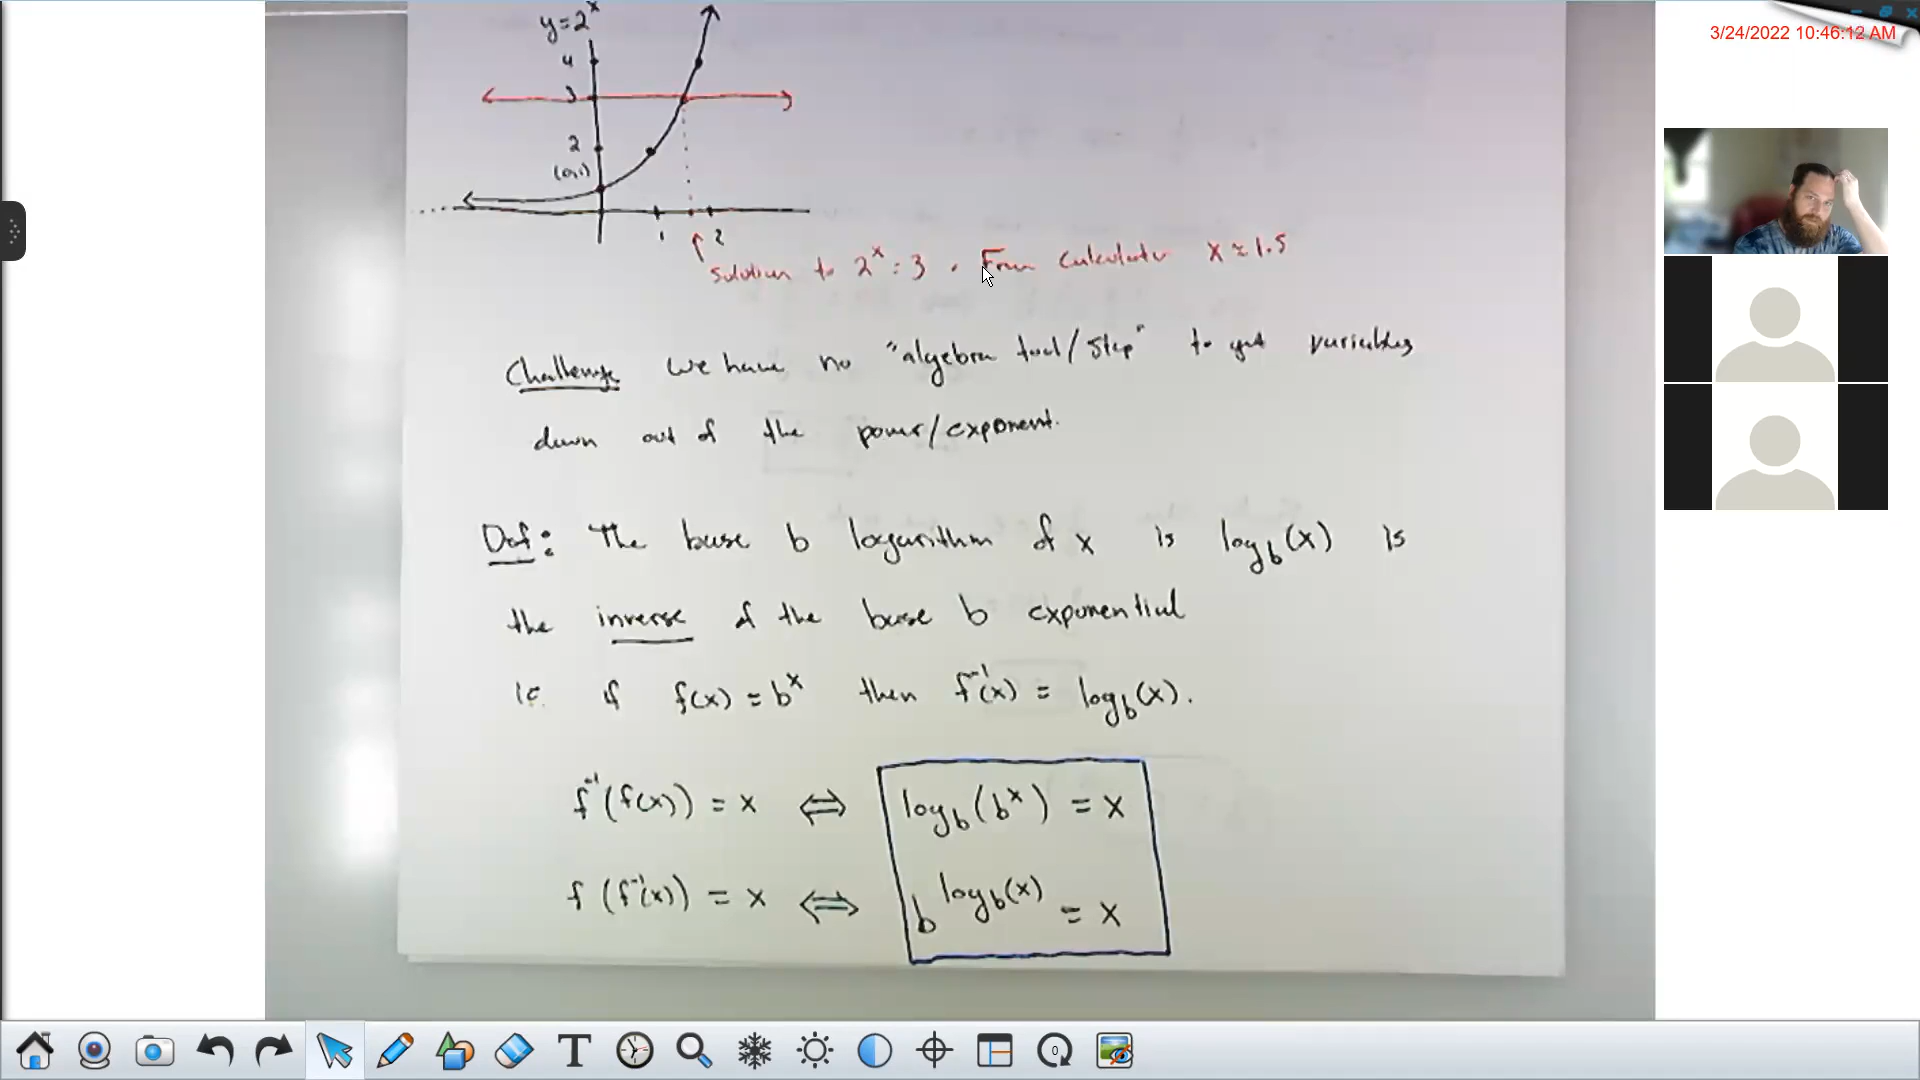 3/24/2022 10:46:12 AM
y=2^x
4
3
2
(0,1)
1 2
Solution to 2^x = 3 . From Calculator x ≈ 1.5
Challenge We have no "algebra tool/step" to get variables
down out of the power/exponent.
Def: The base b logarithm of x is log_b(x) is
the inverse of the base b exponential
ie. if f(x) = b^x then f^-1(x) = log_b(x).
f^-1(f(x)) = x ⇔ log_b(b^x) = x
f(f^-1(x)) = x ⇔ b^log_b(x) = x
T
0